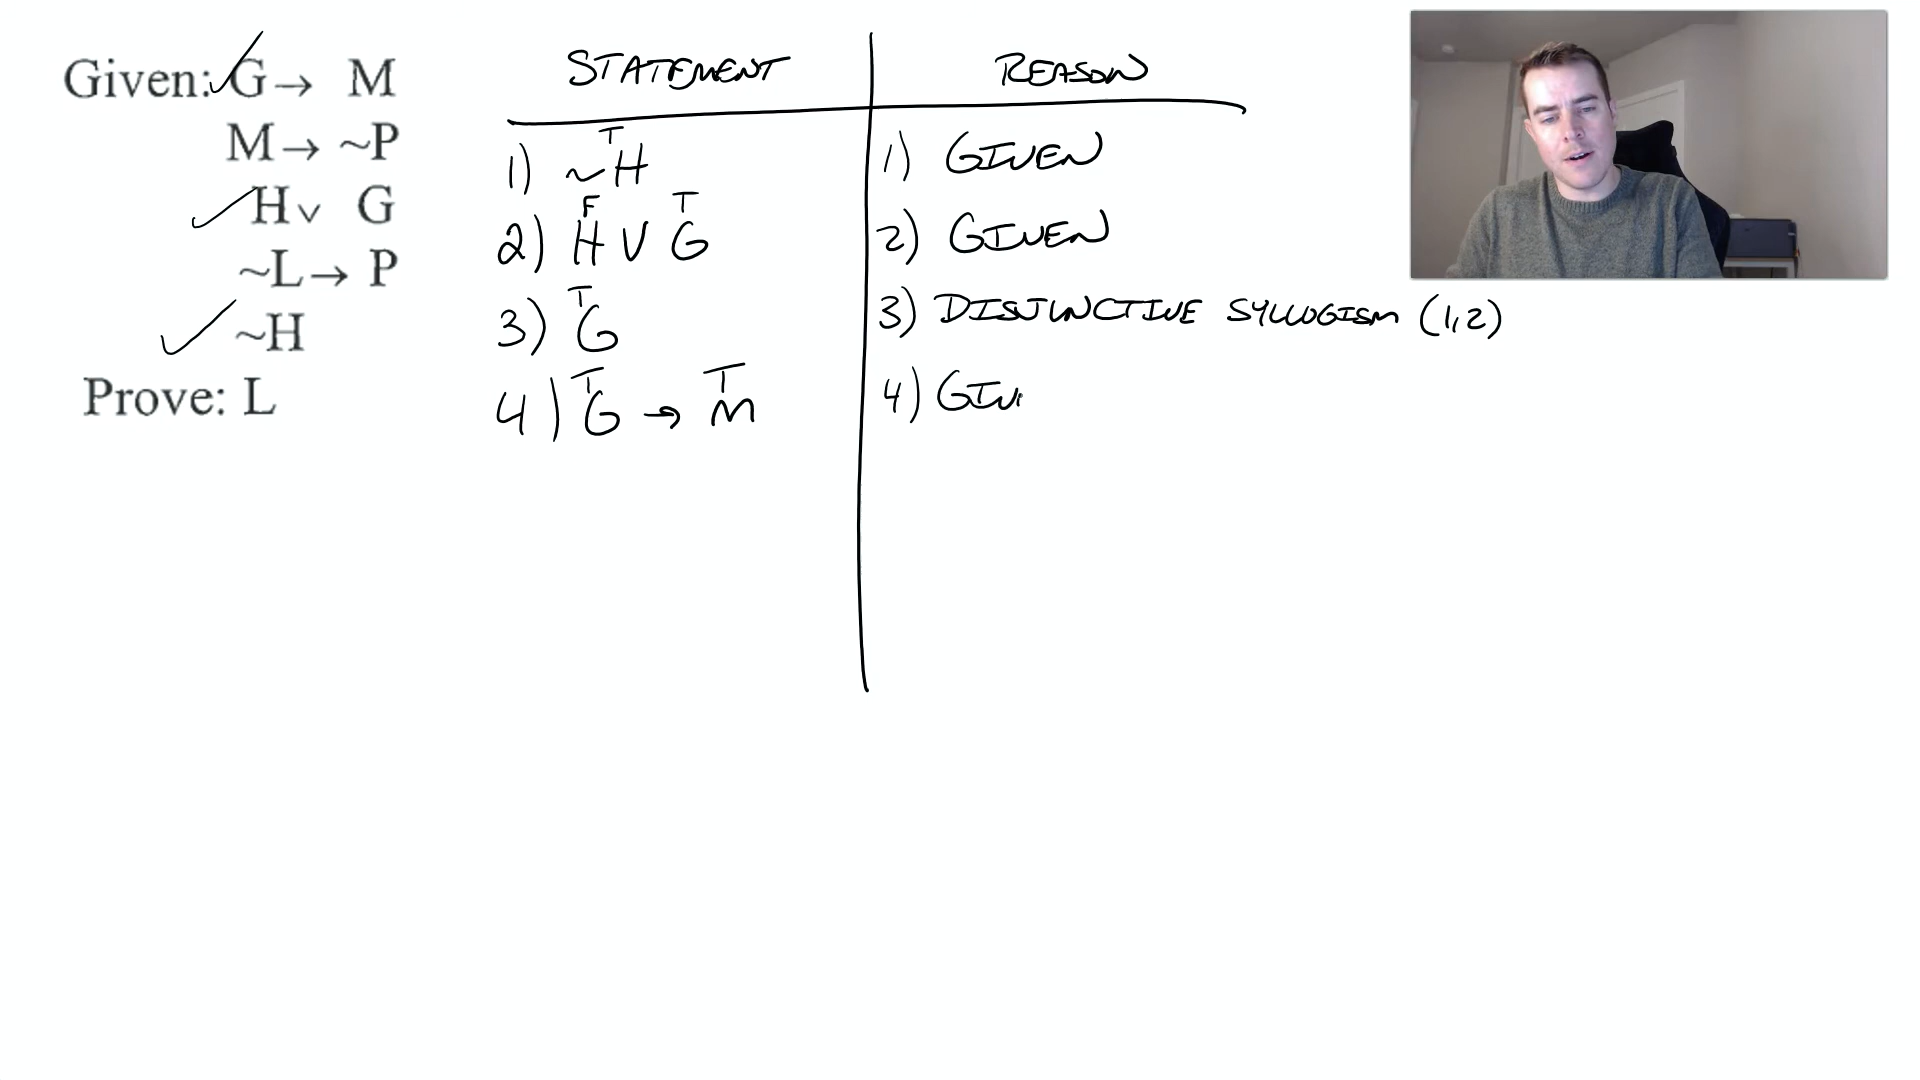 Given: G → M
M → ~P
H ∨ G
~L → P
~H
Prove: L
STATEMENT REASON
T
1) ~H 1) GIVEN
F T
2) H V G 2) GIVEN
T
3) G 3) DISJUNCTIVE SYLLOGISM (1,2)
T T
4) G → M 4) GIV